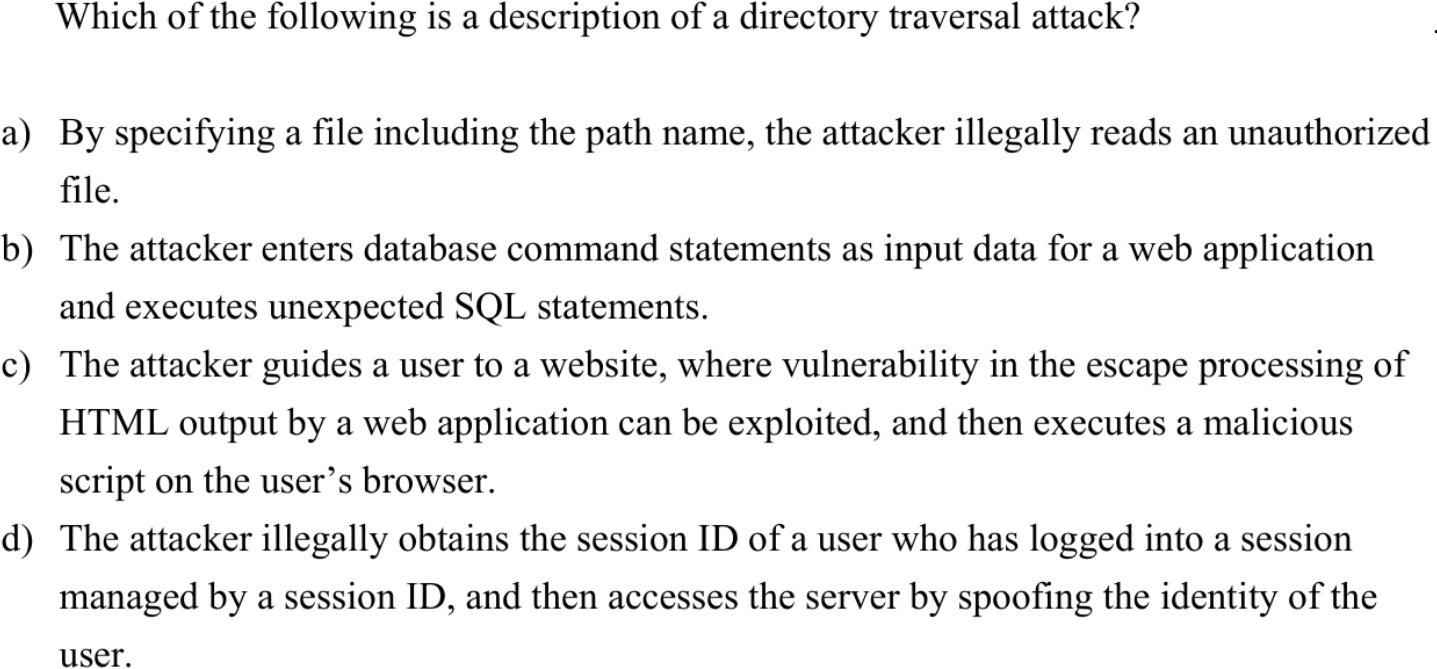 Which of the following is a description of a directory traversal attack?
a) By specifying a file including the path name, the attacker illegally reads an unauthorized
file.
b) The attacker enters database command statements as input data for a web application
and executes unexpected SQL statements.
c) The attacker guides a user to a website, where vulnerability in the escape processing of
HTML output by a web application can be exploited, and then executes a malicious
script on the user’s browser.
d) The attacker illegally obtains the session ID of a user who has logged into a session
managed by a session ID, and then accesses the server by spoofing the identity of the
user.